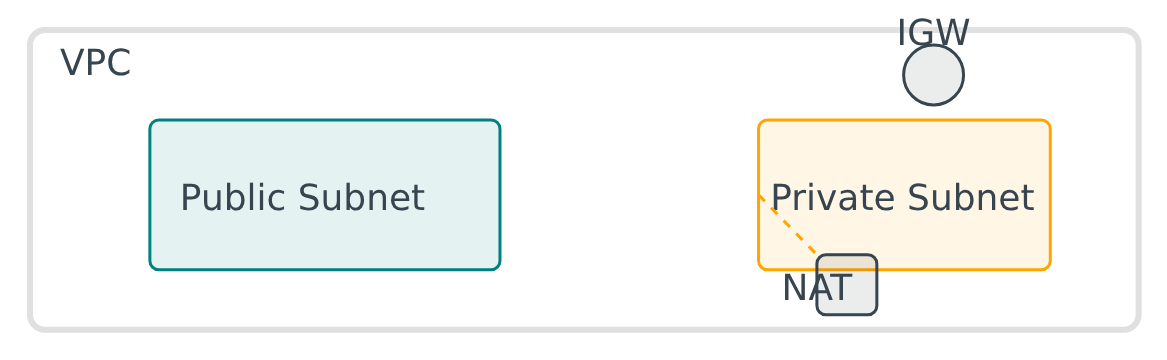 IGW
VPC
Public Subnet
Private Subnet
NAT